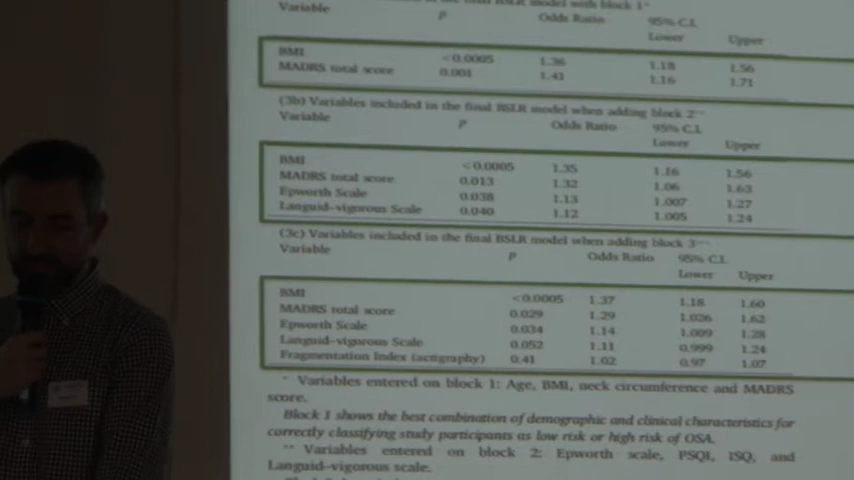 in the final BSLR model with block 1*
Variable p Odds Ratio 95% C.I.
Lower Upper
BMI <0.0005 1.36 1.18 1.56
MADRS total score 0.001 1.41 1.16 1.71
(3b) Variables included in the final BSLR model when adding block 2**
Variable p Odds Ratio 95% C.I.
Lower Upper
BMI <0.0005 1.35 1.16 1.56
MADRS total score 0.013 1.32 1.06 1.63
Epworth Scale 0.038 1.13 1.007 1.27
Languid–vigorous Scale 0.040 1.12 1.005 1.24
(3c) Variables included in the final BSLR model when adding block 3***
Variable p Odds Ratio 95% C.I.
Lower Upper
BMI <0.0005 1.37 1.18 1.60
MADRS total score 0.029 1.29 1.026 1.62
Epworth Scale 0.034 1.14 1.009 1.28
Languid–vigorous Scale 0.052 1.11 0.999 1.24
Fragmentation Index (actigraphy) 0.41 1.02 0.97 1.07
* Variables entered on block 1: Age, BMI, neck circumference and MADRS
score.
Block 1 shows the best combination of demographic and clinical characteristics for
correctly classifying study participants as low risk or high risk of OSA.
** Variables entered on block 2: Epworth scale, PSQI, ISQ, and
Languid–vigorous scale.